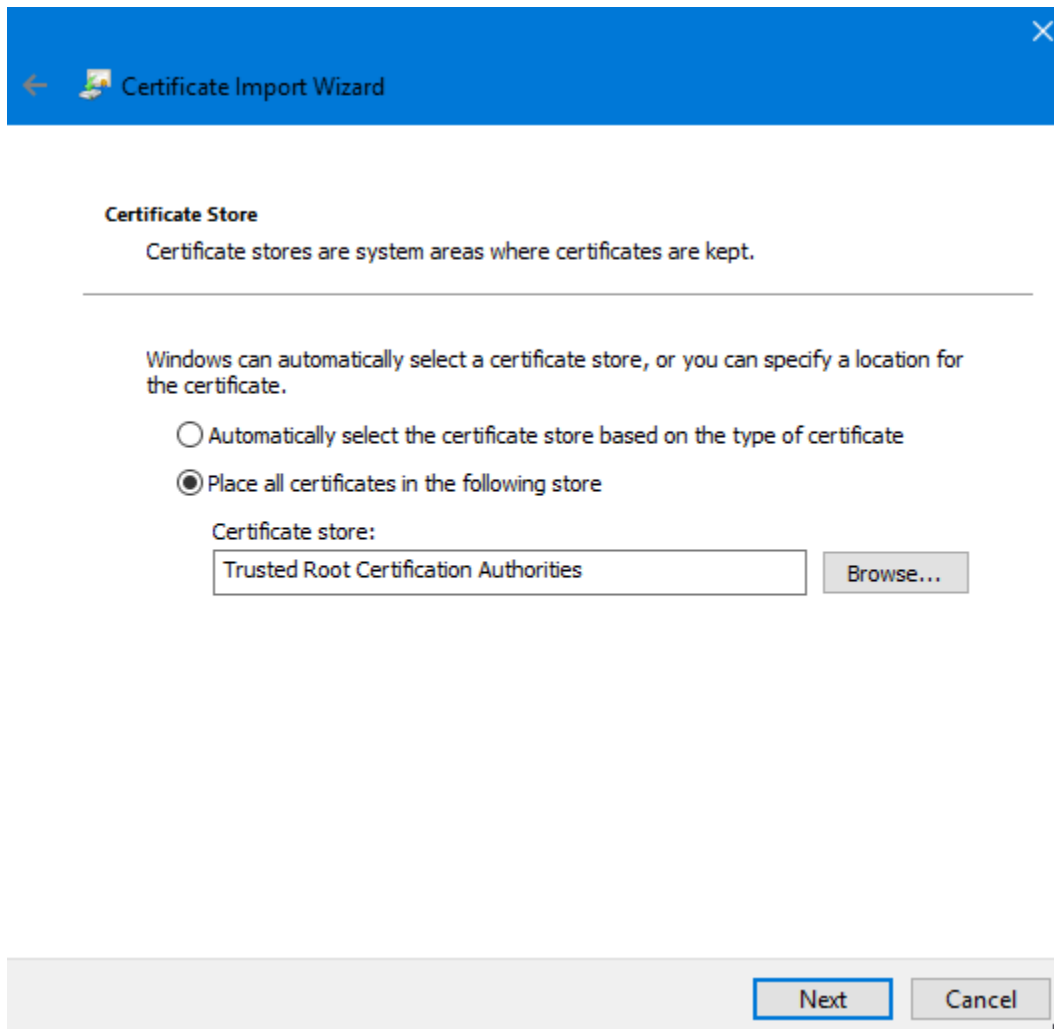 Certificate Import Wizard
Certificate Store
Certificate stores are system areas where certificates are kept.
Windows can automatically select a certificate store, or you can specify a location for
the certificate.
Automatically select the certificate store based on the type of certificate
Place all certificates in the following store
Certificate store:
Trusted Root Certification Authorities
Browse...
Next
Cancel